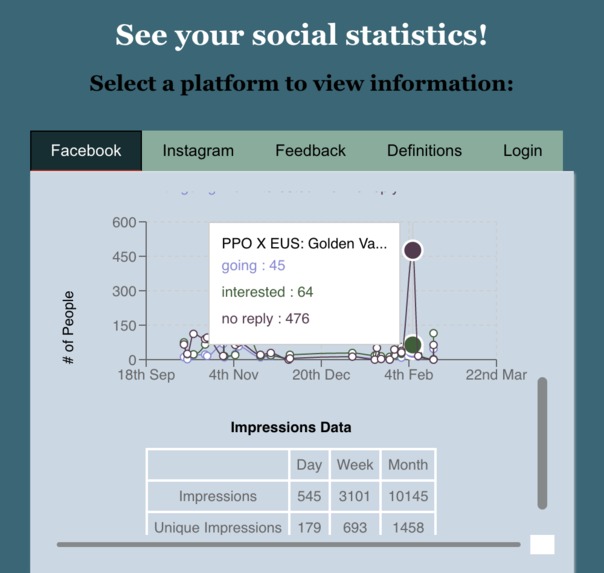 See your social statistics!
Select a platform to view information:
Facebook Instagram Feedback Definitions Login
600
450
300
150
0
# of People
PPO X EUS: Golden Va...
going : 45
interested : 64
no reply : 476
18th Sep 4th Nov 20th Dec 4th Feb 22nd Mar
Impressions Data
Day Week Month
Impressions 545 3101 10145
Unique Impressions 179 693 1458